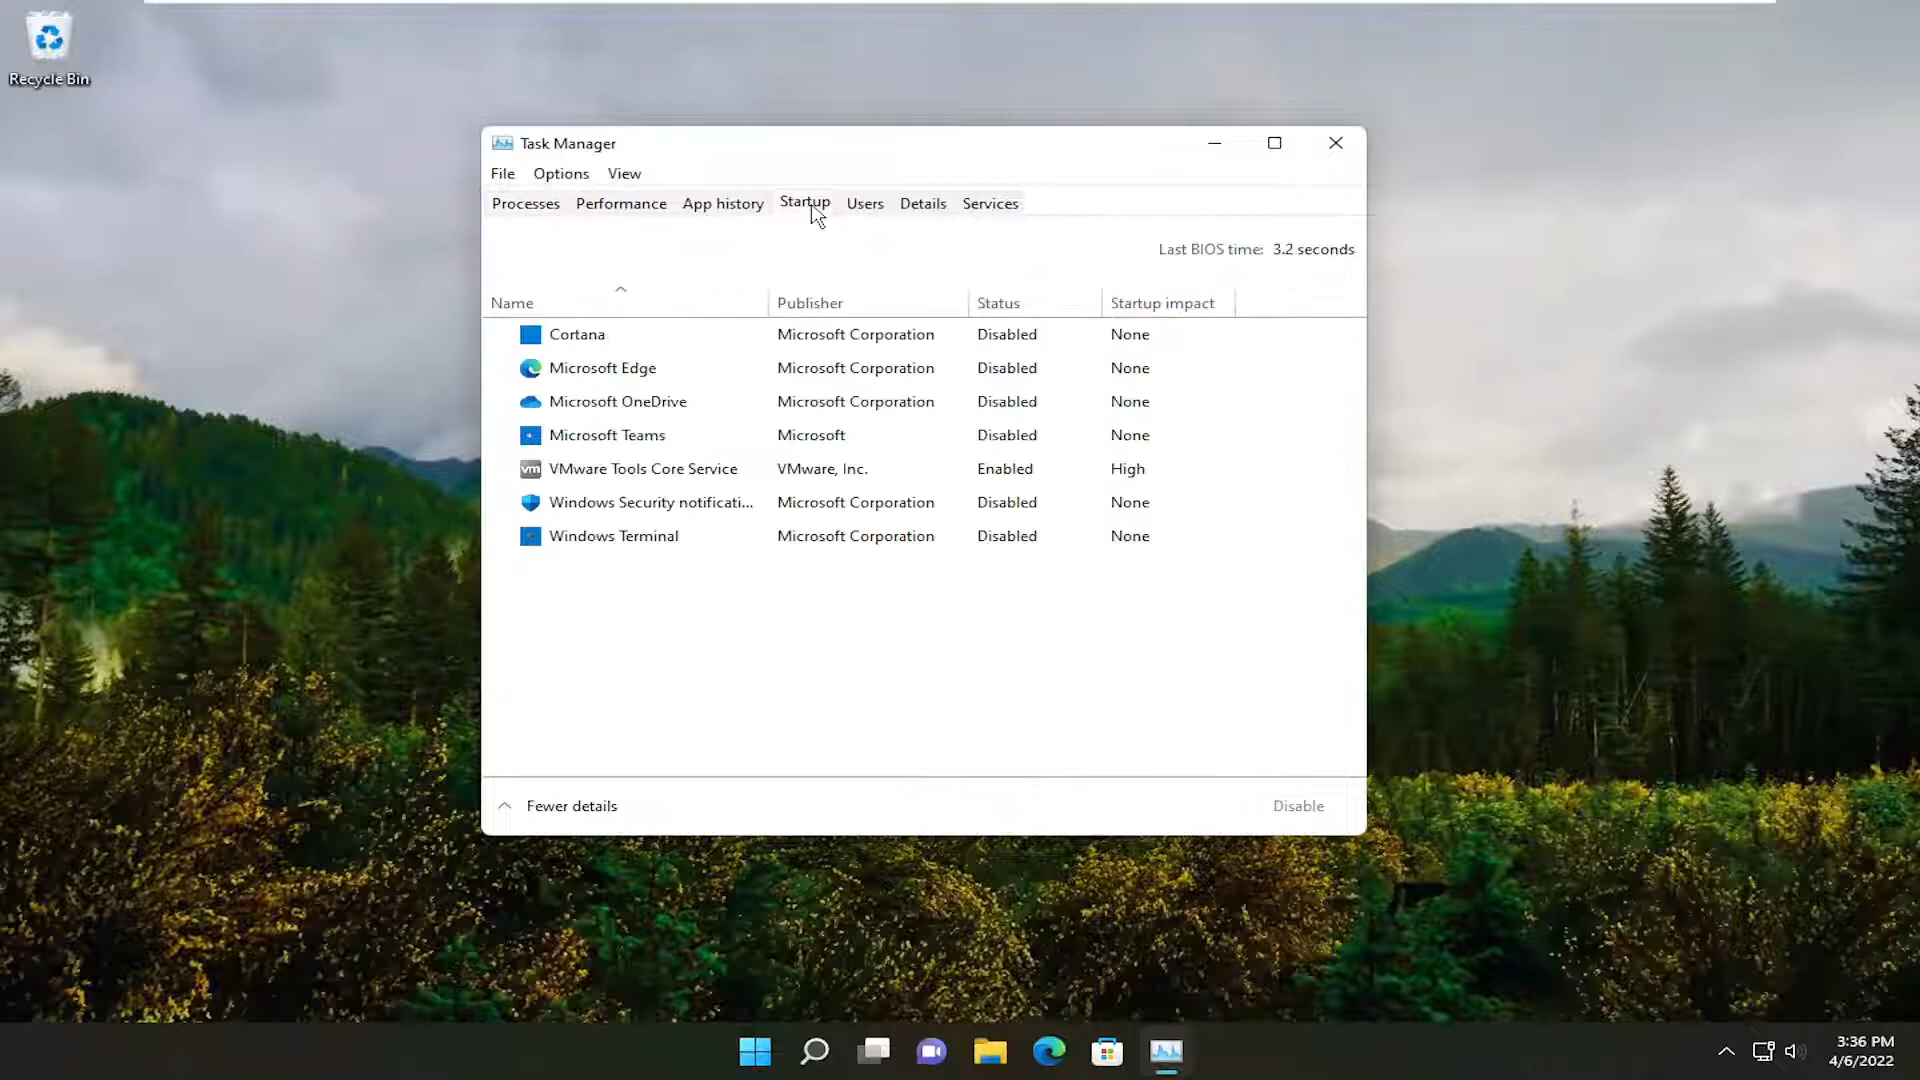 Recycle Bin
Task Manager
File Options View
Processes Performance App history Startup Users Details Services
Last BIOS time: 3.2 seconds
Name Publisher Status Startup impact
Cortana Microsoft Corporation Disabled None
Microsoft Edge Microsoft Corporation Disabled None
Microsoft OneDrive Microsoft Corporation Disabled None
Microsoft Teams Microsoft Disabled None
vm VMware Tools Core Service VMware, Inc. Enabled High
Windows Security notificati... Microsoft Corporation Disabled None
Windows Terminal Microsoft Corporation Disabled None
Fewer details Disable
3:36 PM
4/6/2022